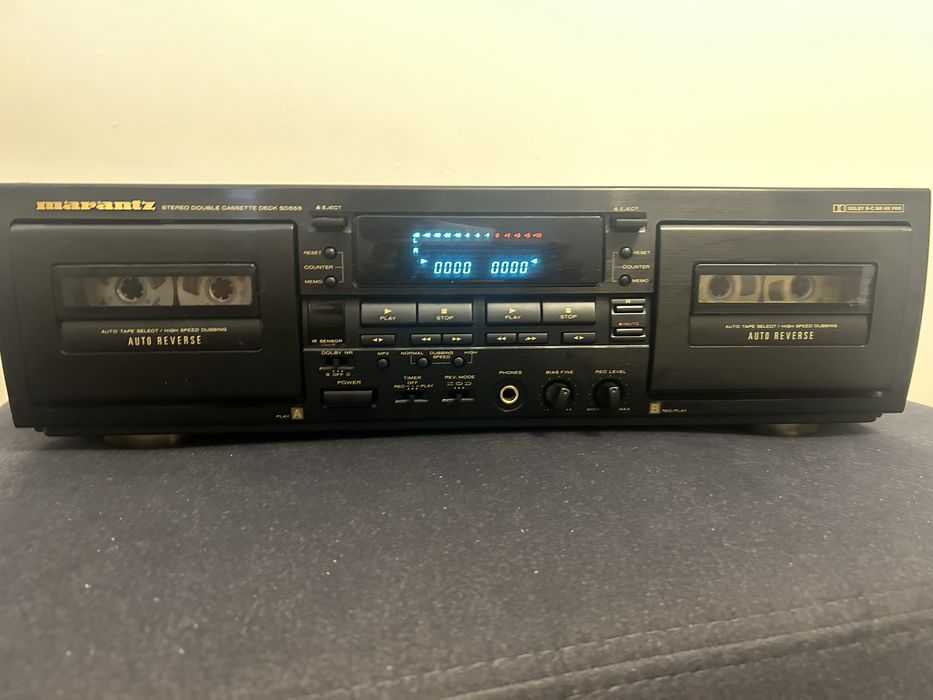 marantz STEREO DOUBLE CASSETTE DECK SD555
DOLBY B-C NR HX PRO
EJECT
RESET
COUNTER
MEMO
L
R
0000 0000
EJECT
RESET
COUNTER
MEMO
AUTO TAPE SELECT / HIGH SPEED DUBBING
AUTO REVERSE
PLAY A
PLAY
STOP
PLAY
STOP
MUTE
IR SENSOR
DOLBY NR
B OFF C
MPX
NORMAL DUBBING SPEED HIGH
POWER
TIMER
OFF
REC PLAY
REV. MODE
PHONES
BIAS FINE
REC LEVEL
MIN MAX
AUTO TAPE SELECT / HIGH SPEED DUBBING
AUTO REVERSE
B REC/PLAY